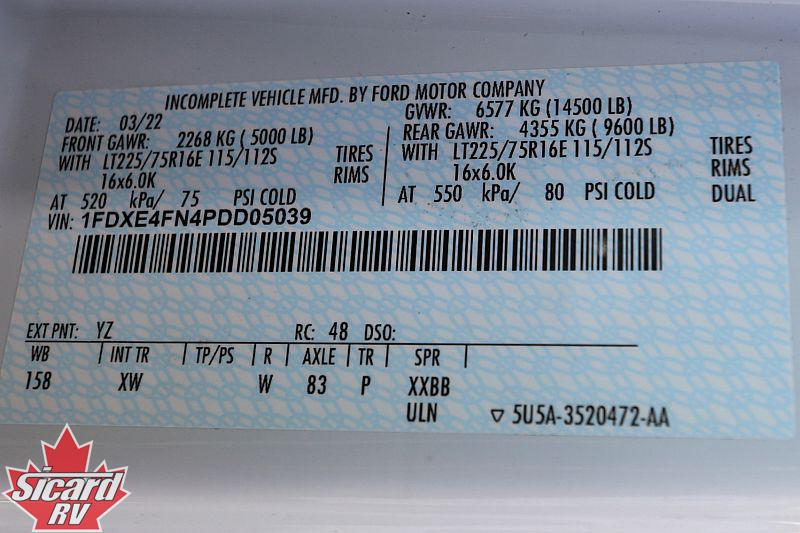 INCOMPLETE VEHICLE MFD. BY FORD MOTOR COMPANY
DATE: 03/22 GVWR: 6577 KG (14500 LB)
FRONT GAWR: 2268 KG ( 5000 LB) REAR GAWR: 4355 KG ( 9600 LB)
WITH LT225/75R16E 115/112S TIRES WITH LT225/75R16E 115/112S TIRES
16x6.0K RIMS 16x6.0K RIMS
AT 520 kPa/ 75 PSI COLD AT 550 kPa/ 80 PSI COLD DUAL
VIN: 1FDXE4FN4PDD05039
EXT PNT: YZ RC: 48 DSO:
WB INT TR TP/PS R AXLE TR SPR
158 XW W 83 P XXBB
ULN ▽ 5U5A-3520472-AA
Sicard
RV